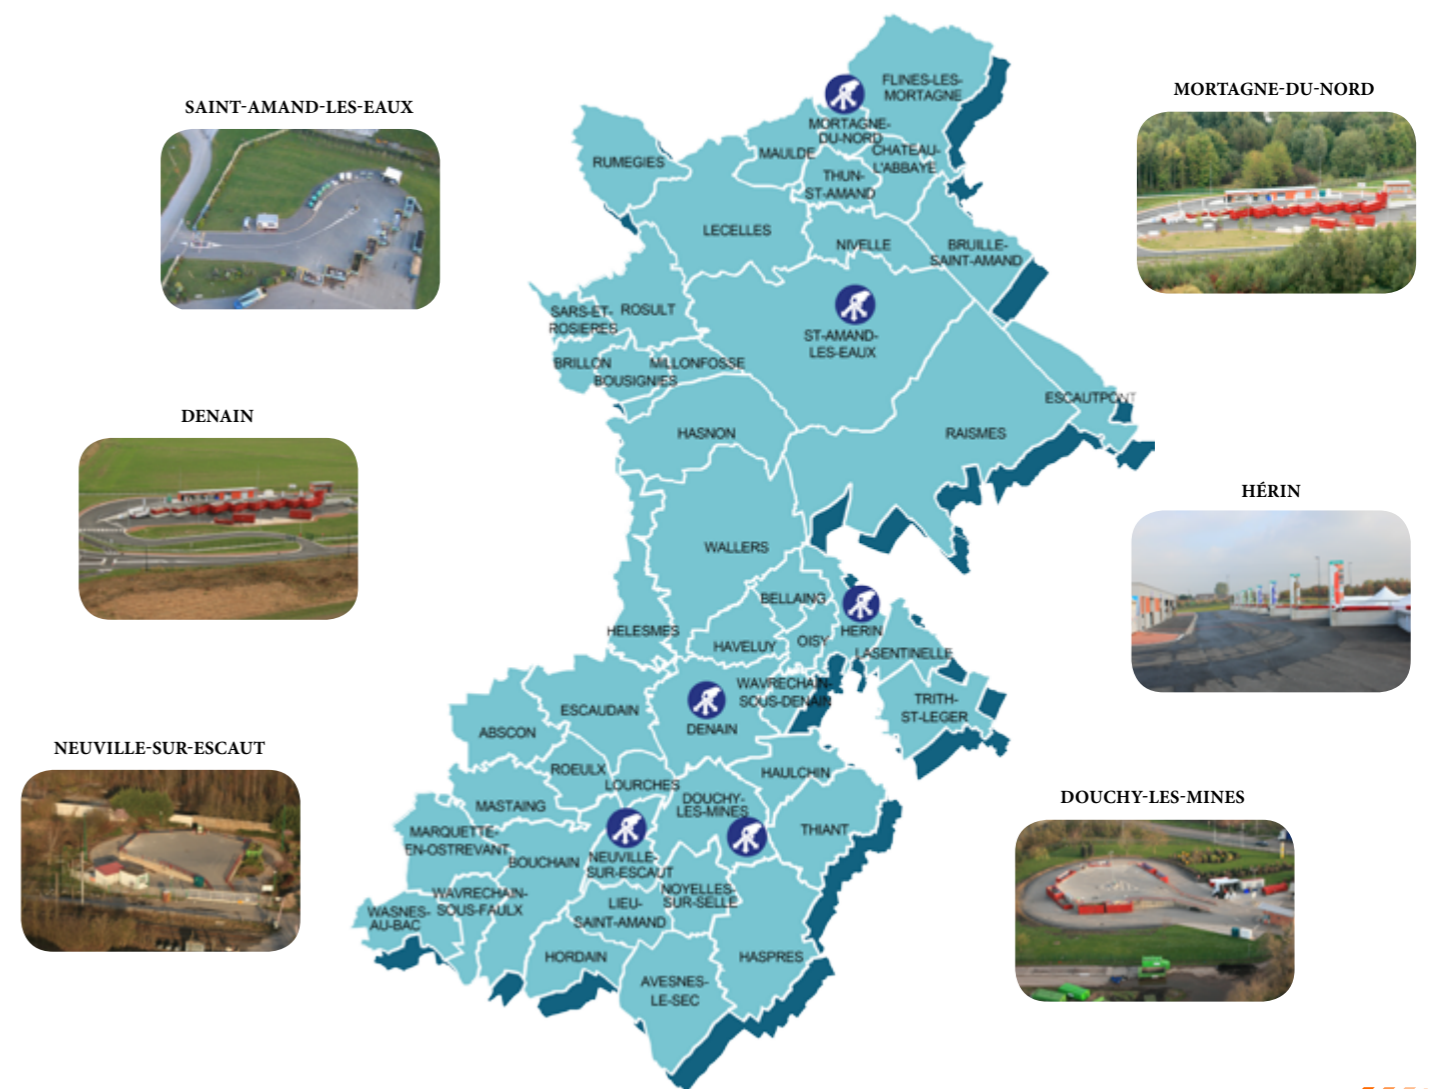 SAINT-AMAND-LES-EAUX
MORTAGNE-DU-NORD
DENAIN
HÉRIN
NEUVILLE-SUR-ESCAUT
DOUCHY-LES-MINES
FLINES-LES-
MORTAGNE
MORTAGNE-
DU-NORD
MAULDE
CHATEAU-
L'ABBAYE
RUMEGIES
THUN-
ST-AMAND
LECELLES
NIVELLE
BRUILLE-
SAINT-AMAND
SARS-ET-
ROSIERES
ROSULT
ST-AMAND-
LES-EAUX
BRILLON
MILLONFOSSE
BOUSIGNIES
ESCAUTPONT
HASNON
RAISMES
WALLERS
BELLAING
HELESMES
HAVELUY
OISY
HERIN
LASENTINELLE
WAVRECHAIN-
SOUS-DENAIN
TRITH-
ST-LEGER
ESCAUDAIN
ABSCON
DENAIN
ROEULX
LOURCHES
HAULCHIN
MASTAING
DOUCHY-
LES-MINES
THIANT
MARQUETTE-
EN-OSTREVANT
BOUCHAIN
NEUVILLE-
SUR-ESCAUT
NOYELLES-
SUR-SELLE
WAVRECHAIN-
SOUS-FAULX
WASNES-
AU-BAC
LIEU-
SAINT-AMAND
HORDAIN
HASPRES
AVESNES-
LE-SEC